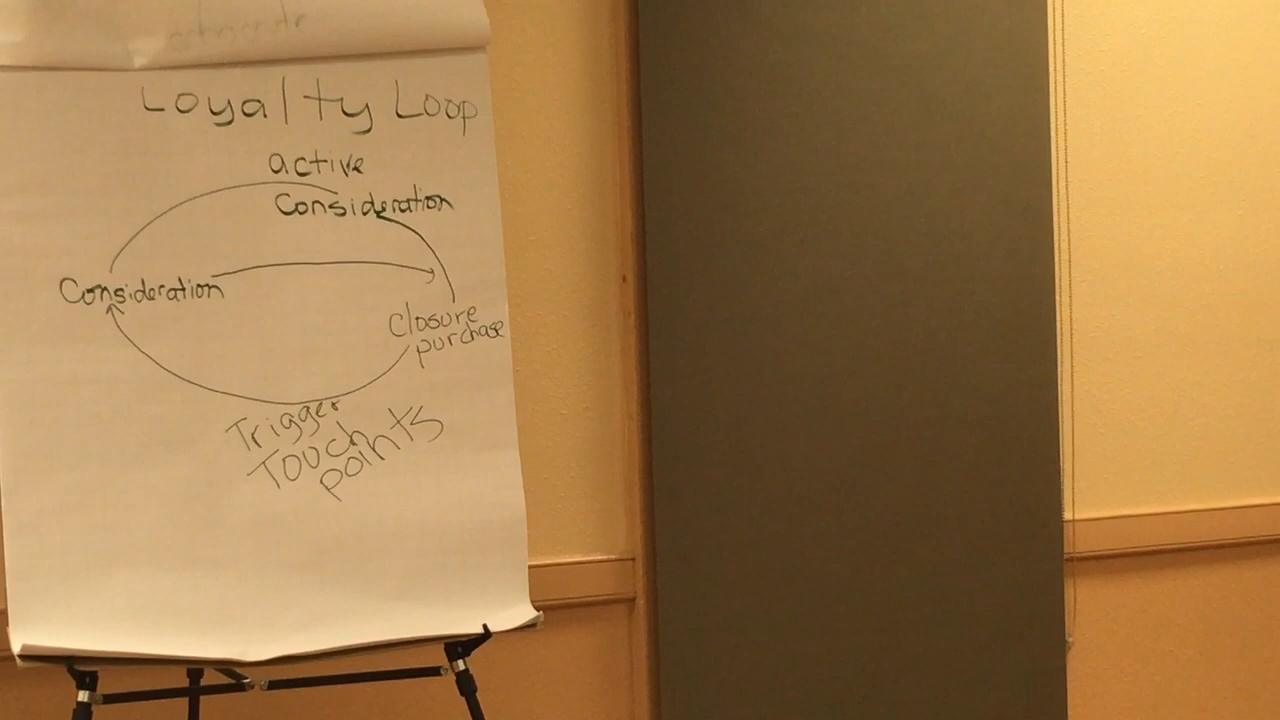 Loyalty Loop
active
Consideration
Consideration
Closure
purchase
Trigger
Touch
points